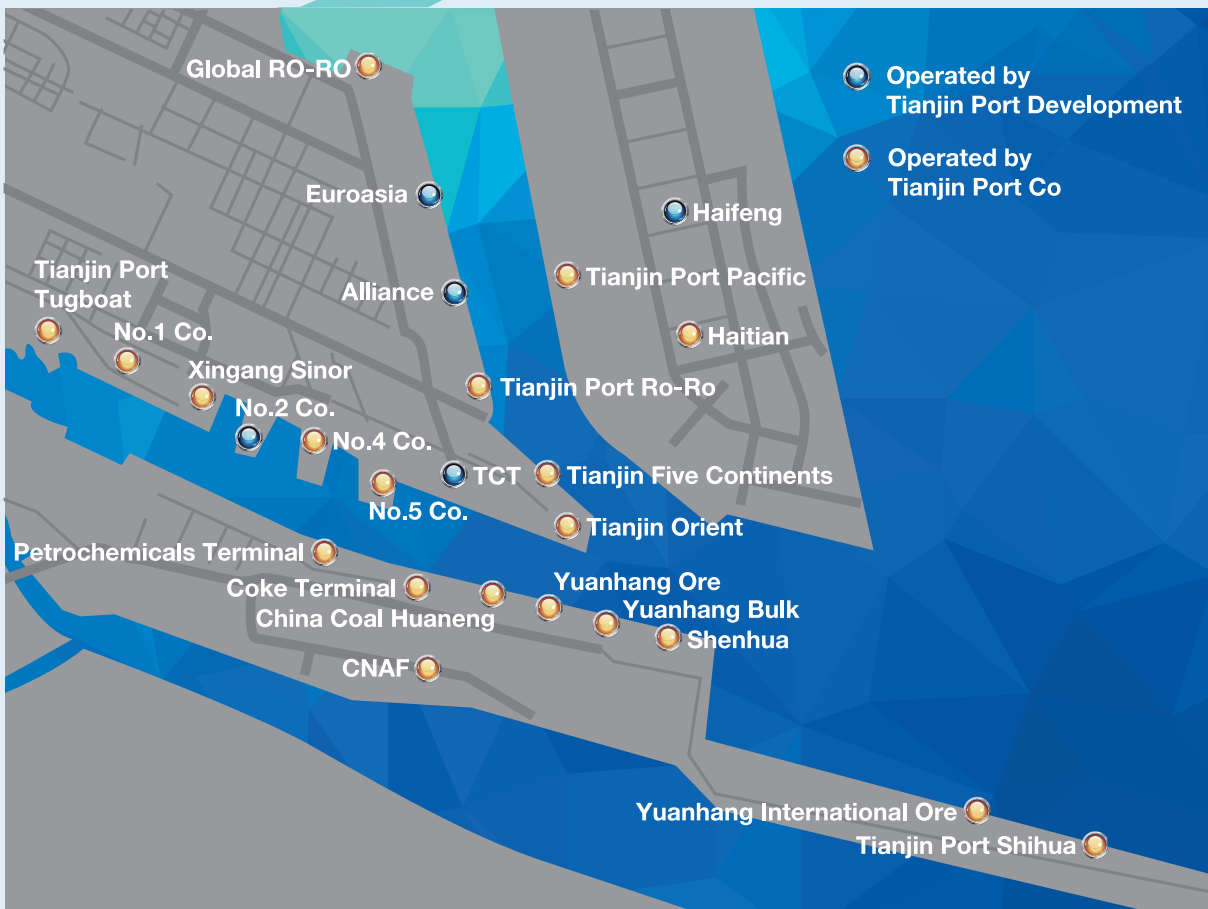 Global RO-RO
Operated by
Tianjin Port Development
Operated by
Tianjin Port Co
Euroasia
Haifeng
Tianjin Port
Tugboat
Alliance
Tianjin Port Pacific
No.1 Co.
Haitian
Xingang Sinor
Tianjin Port Ro-Ro
No.2 Co.
No.4 Co.
TCT
Tianjin Five Continents
No.5 Co.
Tianjin Orient
Petrochemicals Terminal
Coke Terminal
Yuanhang Ore
China Coal Huaneng
Yuanhang Bulk
Shenhua
CNAF
Yuanhang International Ore
Tianjin Port Shihua